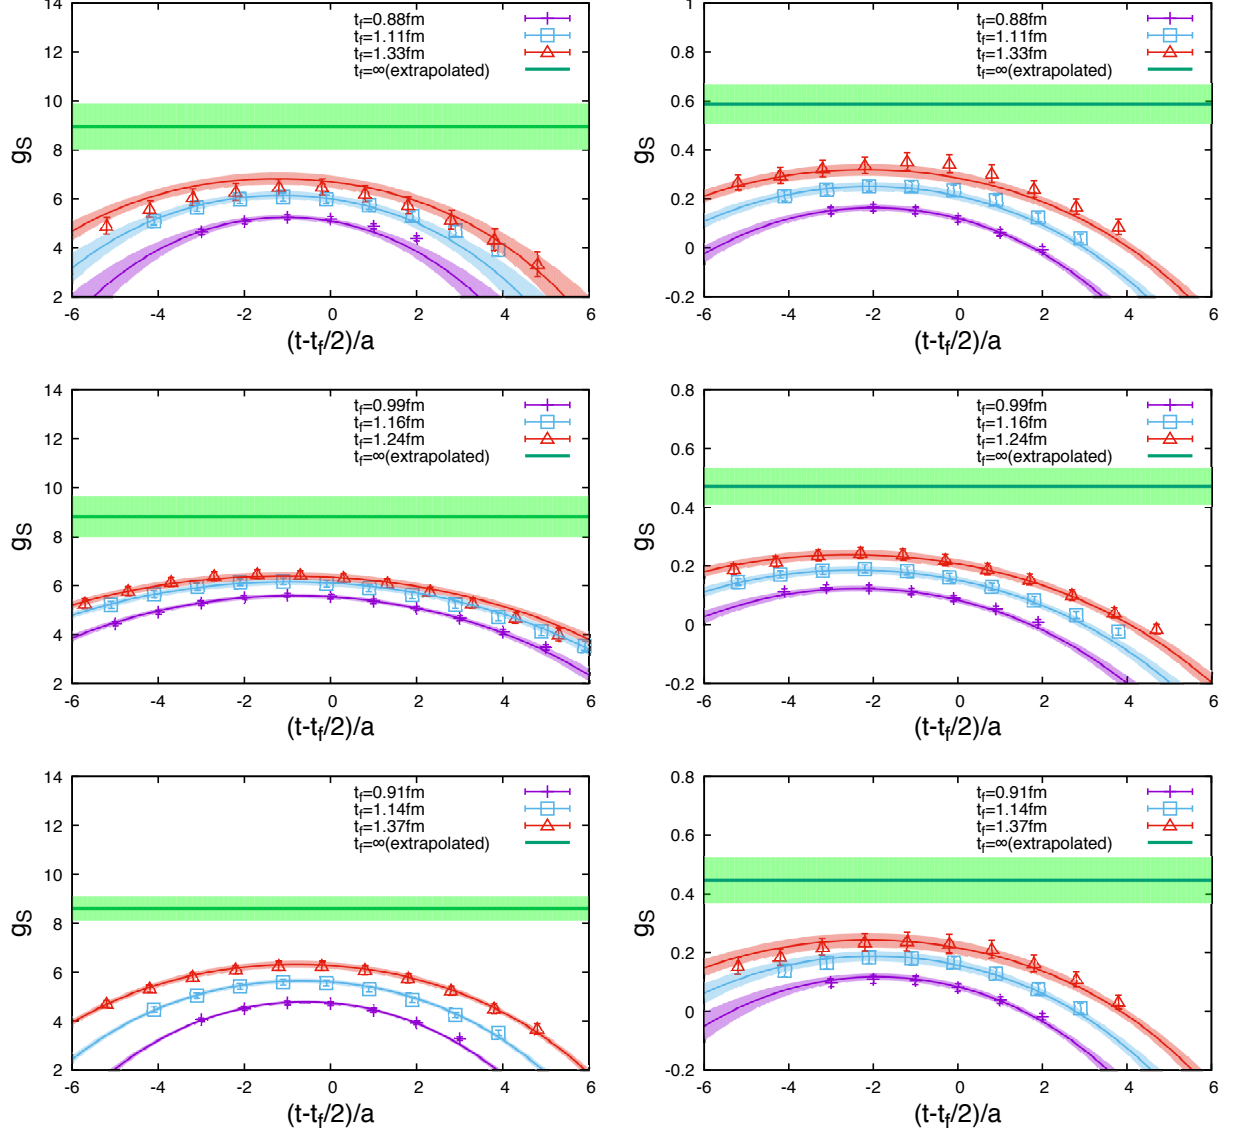 14
12
10
8
6
4
2
-6 -4 -2 0 2 4 6
gS
(t-tf/2)/a
tf=0.88fm
tf=1.11fm
tf=1.33fm
tf=∞(extrapolated)
1
0.8
0.6
0.4
0.2
0
-0.2
-6 -4 -2 0 2 4 6
gS
(t-tf/2)/a
tf=0.88fm
tf=1.11fm
tf=1.33fm
tf=∞(extrapolated)
14
12
10
8
6
4
2
-6 -4 -2 0 2 4 6
gS
(t-tf/2)/a
tf=0.99fm
tf=1.16fm
tf=1.24fm
tf=∞(extrapolated)
0.8
0.6
0.4
0.2
0
-0.2
-6 -4 -2 0 2 4 6
gS
(t-tf/2)/a
tf=0.99fm
tf=1.16fm
tf=1.24fm
tf=∞(extrapolated)
14
12
10
8
6
4
2
-6 -4 -2 0 2 4 6
gS
(t-tf/2)/a
tf=0.91fm
tf=1.14fm
tf=1.37fm
tf=∞(extrapolated)
0.8
0.6
0.4
0.2
0
-0.2
-6 -4 -2 0 2 4 6
gS
(t-tf/2)/a
tf=0.91fm
tf=1.14fm
tf=1.37fm
tf=∞(extrapolated)